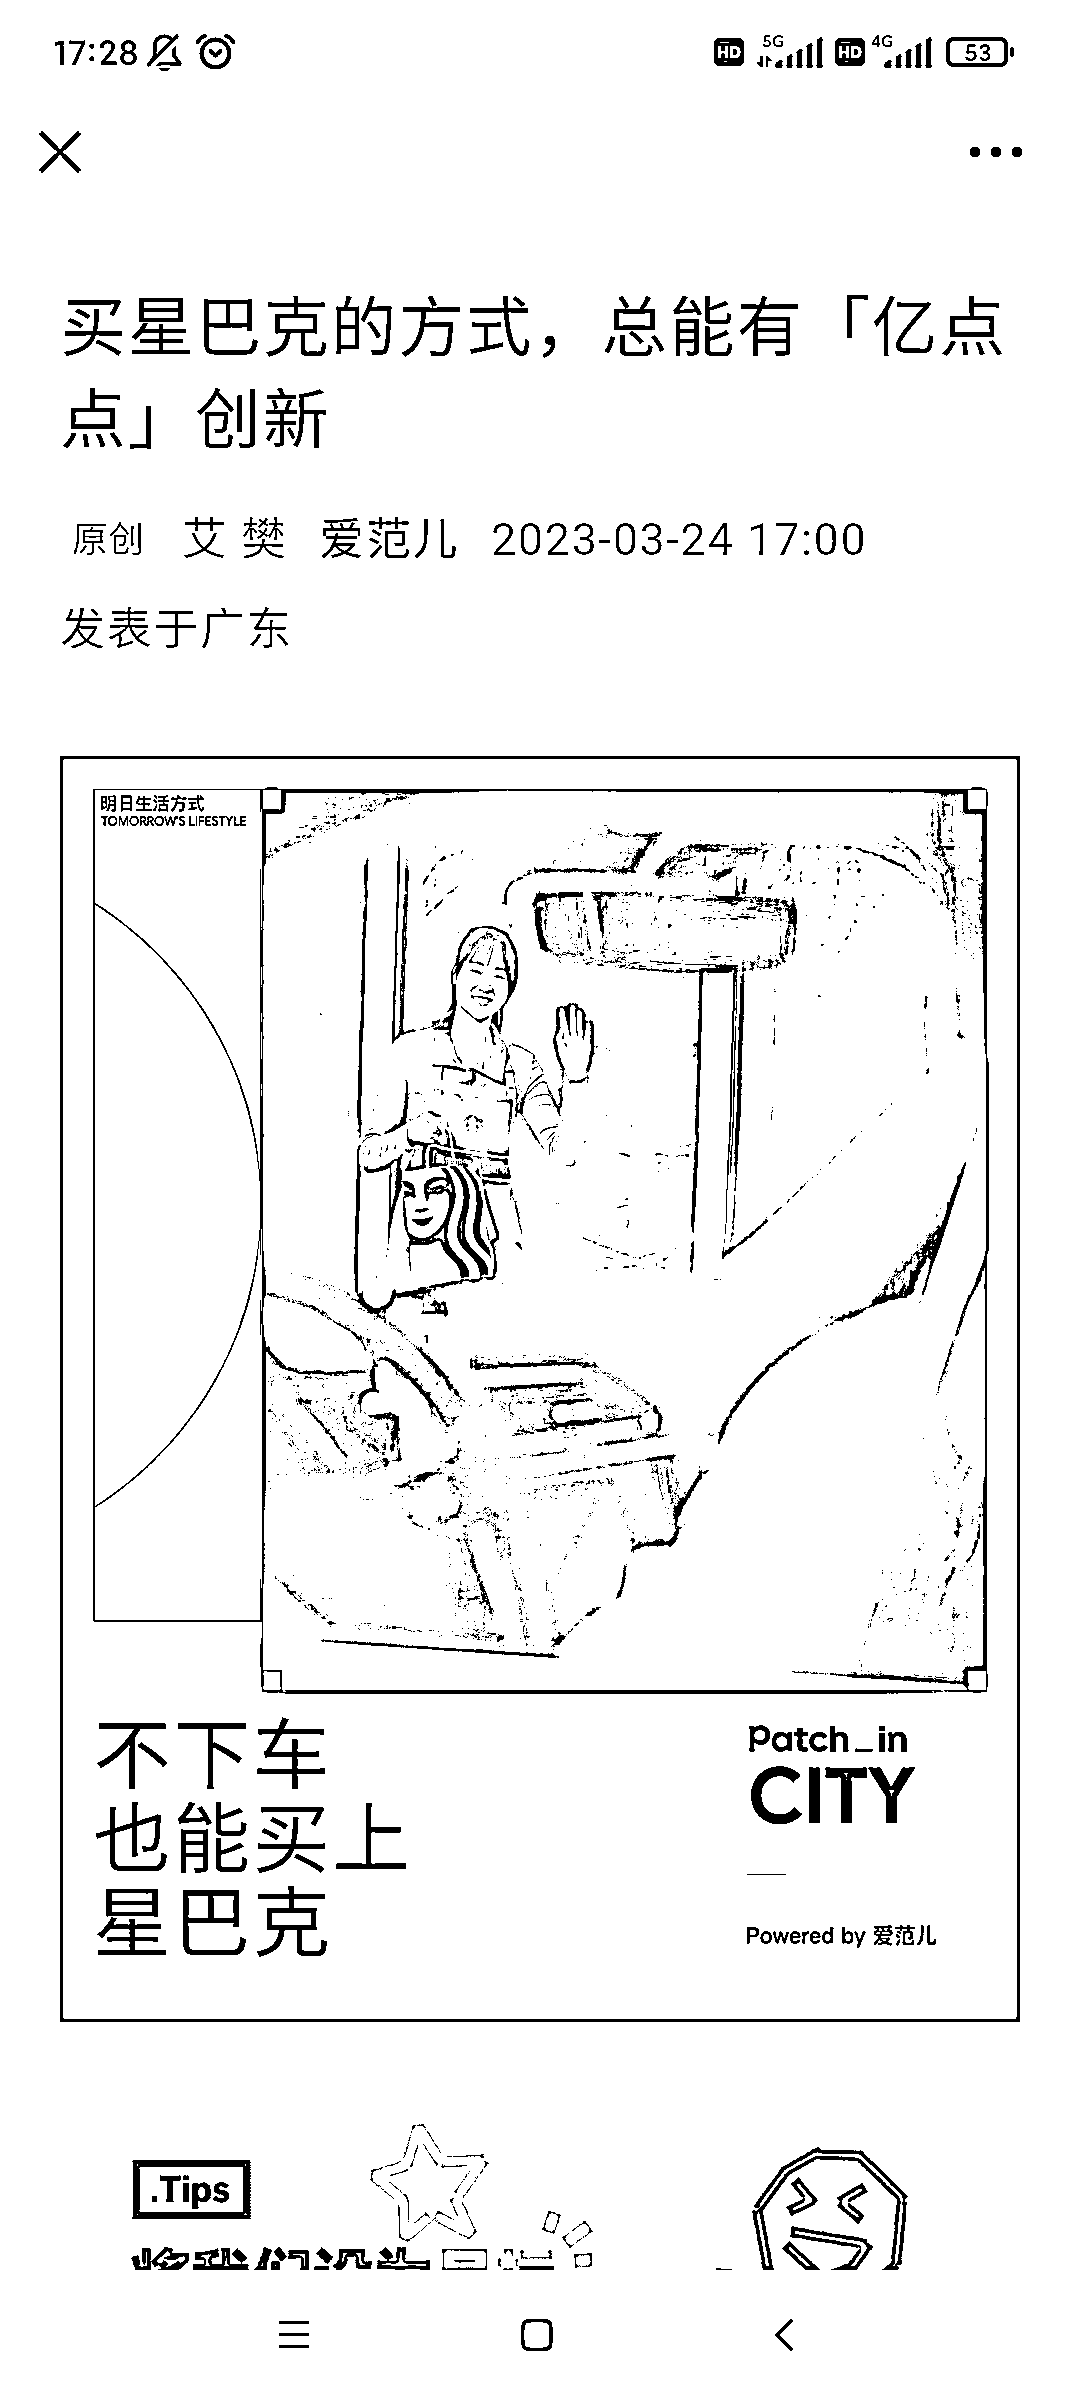 17:28
HD 5G HD 4G 53
买星巴克的方式，总能有「亿点
点」创新
原创 艾 樊 爱范儿 2023-03-24 17:00
发表于广东
明日生活方式
TOMORROW'S LIFESTYLE
不下车
也能买上
星巴克
Patch_in
CITY
Powered by 爱范儿
.Tips